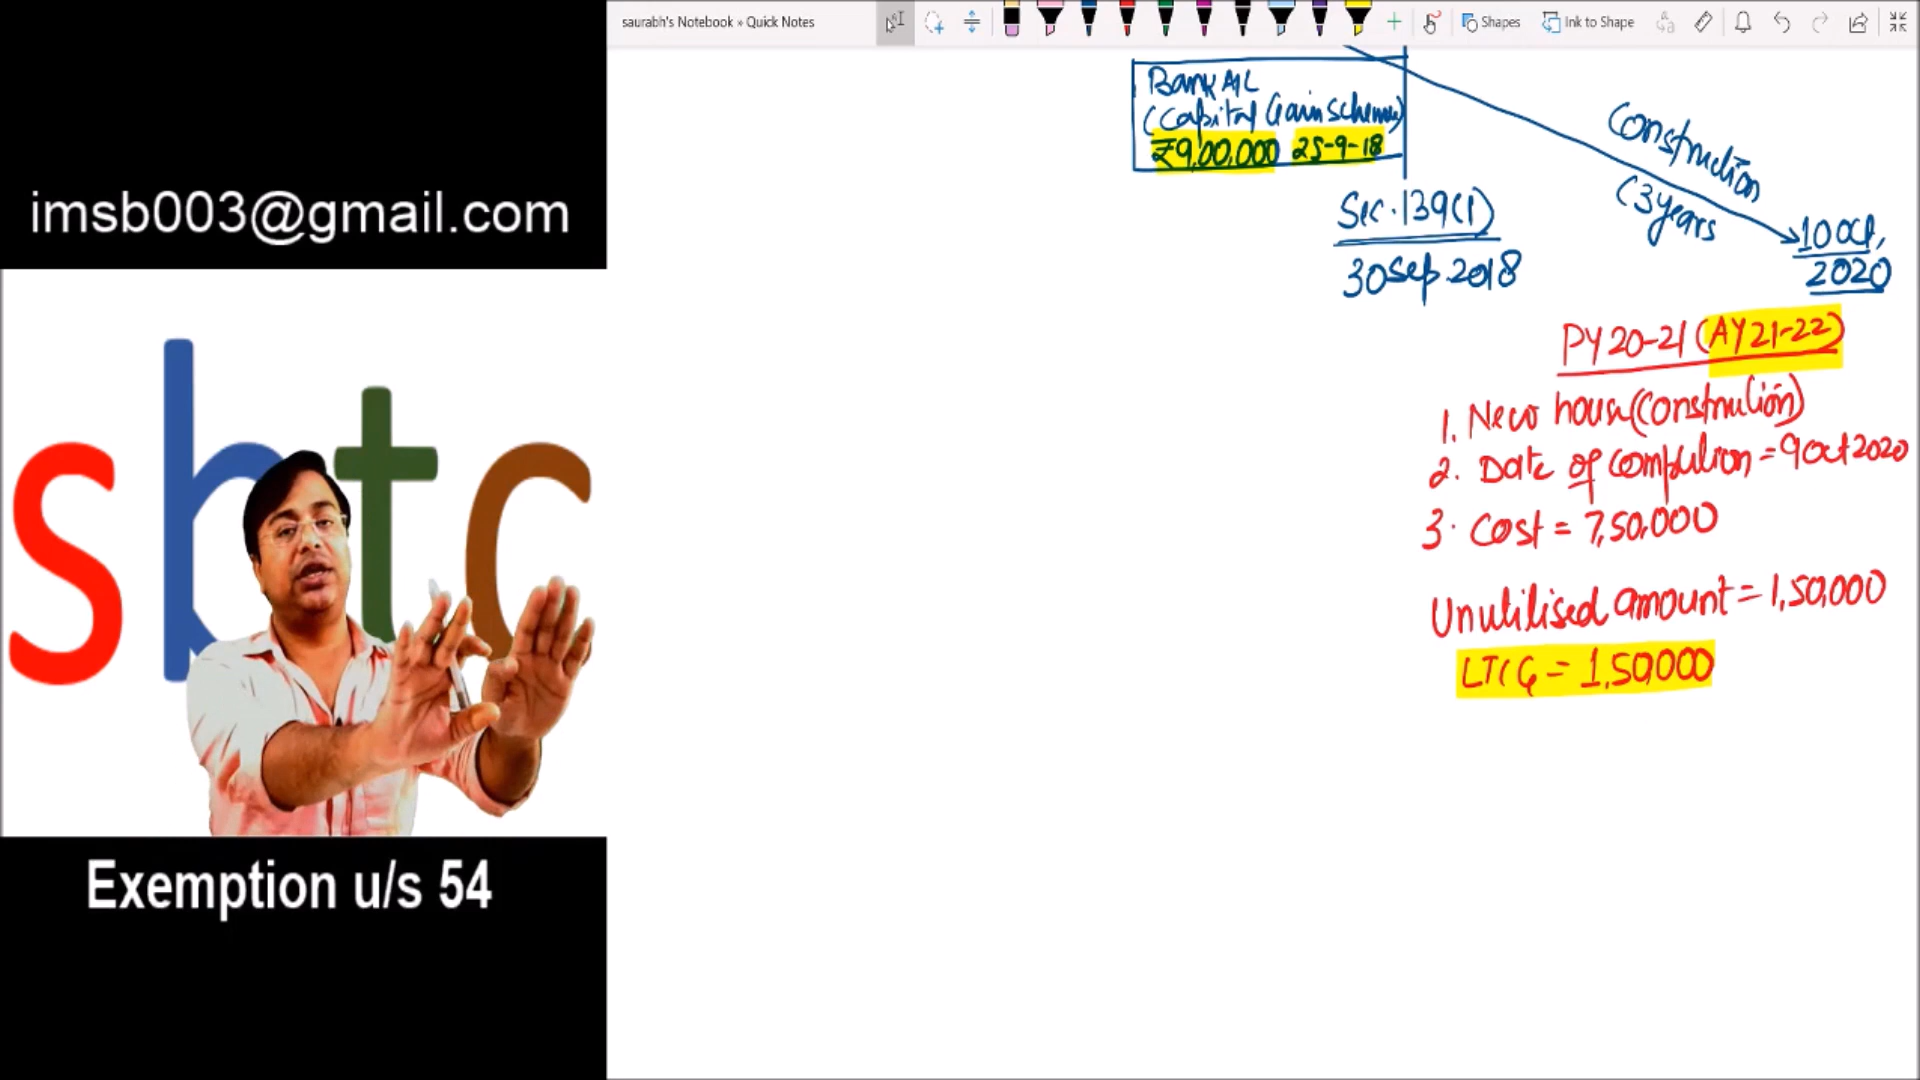 saurabh's Notebook » Quick Notes
Shapes
Ink to Shape
imsb003@gmail.com
sbtc
Exemption u/s 54
Bank A/c
(Capital Gain Scheme)
₹9,00,000 25-9-18
Sec. 139(1)
30 Sep 2018
Construction
(3 years
10 Oct,
2020
PY 20-21 (AY 21-22)
1. New house (Construction)
2. Date of completion = 9 Oct 2020
3. Cost = 7,50,000
Unutilised amount = 1,50,000
LTCG = 1,50,000